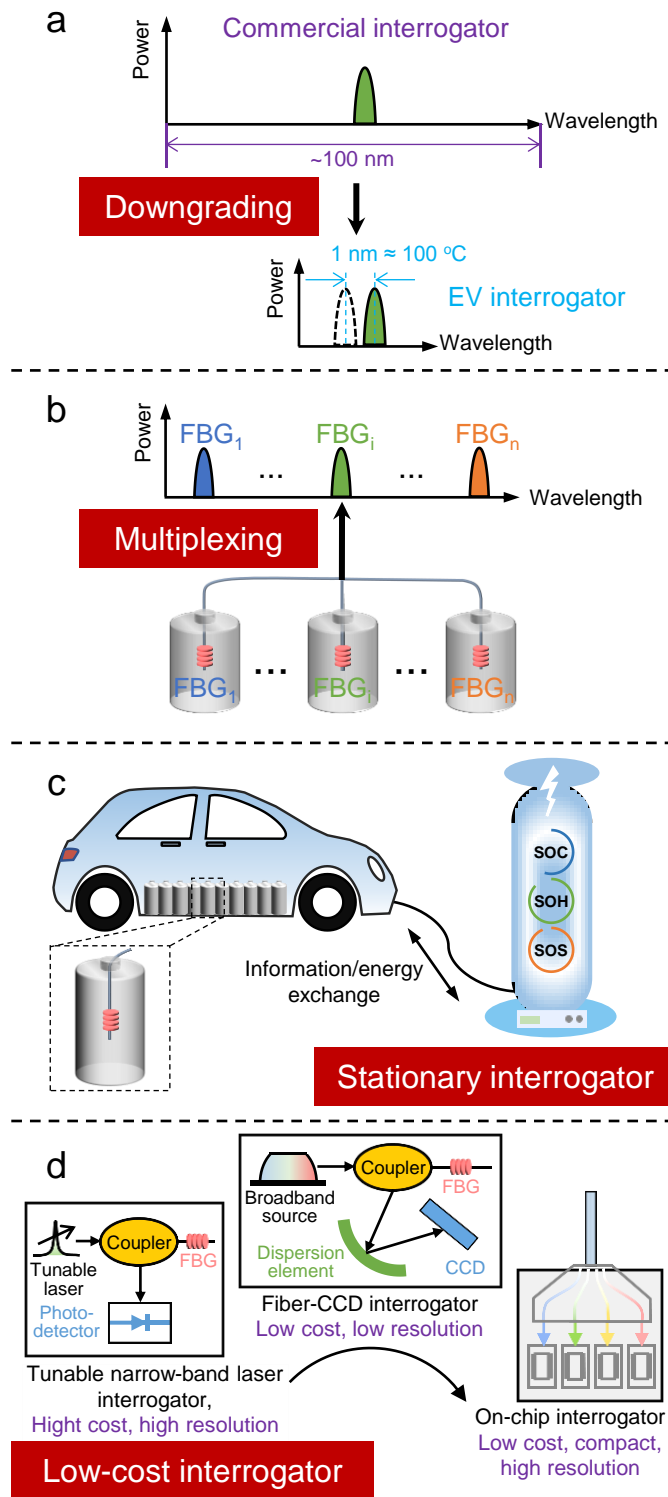 a
Commercial interrogator
Power
Wavelength
~100 nm
Downgrading
1 nm ≈ 100 °C
Power
EV interrogator
Wavelength
b
Power
FBG₁
...
FBGᵢ
...
FBGₙ
Wavelength
Multiplexing
...
...
FBG₁
FBGᵢ
FBGₙ
c
SOC
SOH
SOS
Information/energy
exchange
Stationary interrogator
d
Broadband
source
Coupler
FBG
Dispersion
element
CCD
Fiber-CCD interrogator
Low cost, low resolution
Tunable
laser
Coupler
FBG
Photo-
detector
Tunable narrow-band laser
interrogator,
Hight cost, high resolution
On-chip interrogator
Low cost, compact,
high resolution
Low-cost interrogator